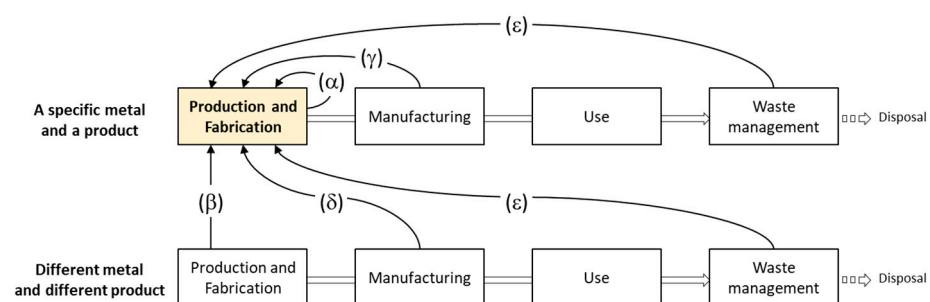 (ε)
(γ)
(α)
A specific metal
and a product
Production and
Fabrication
Manufacturing
Use
Waste
management
Disposal
(β)
(δ)
(ε)
Different metal
and different product
Production and
Fabrication
Manufacturing
Use
Waste
management
Disposal